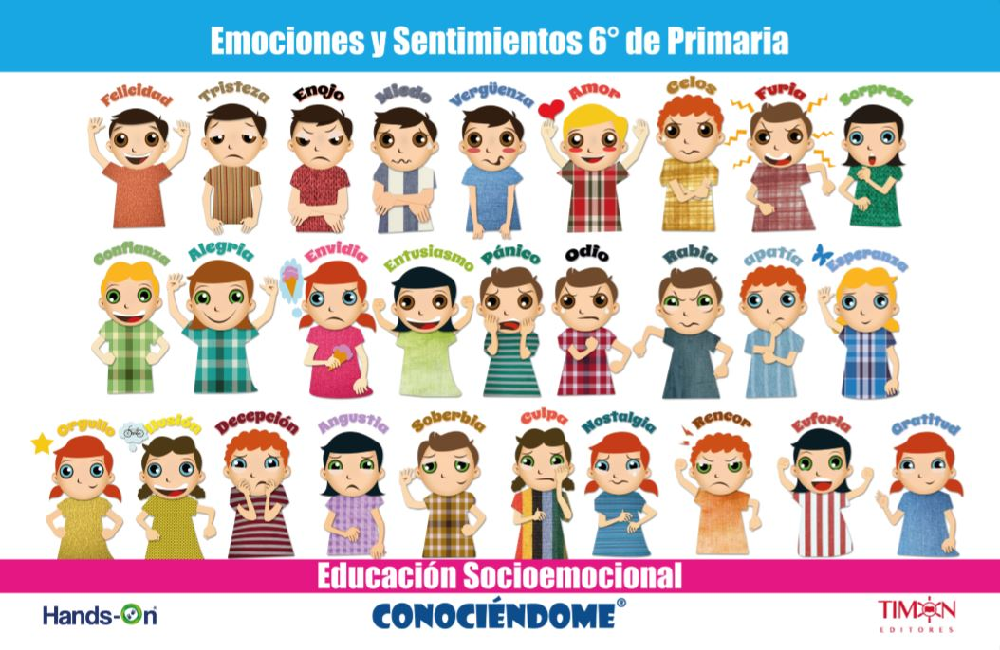 Emociones y Sentimientos 6° de Primaria
Felicidad Tristeza Enojo Miedo Vergüenza Amor Celos Furia Sorpresa
Confianza Alegría Envidia Entusiasmo Pánico Odio Rabia apatía Esperanza
Orgullo Ilusión Decepción Angustia Soberbia Culpa Nostalgia Rencor Euforia Gratitud
Educación Socioemocional
Hands-On CONOCIÉNDOME® TIMON
EDITORES